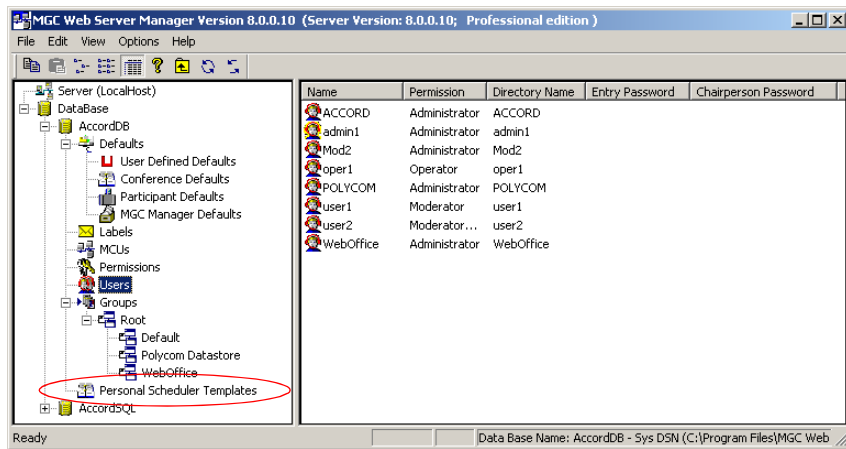 MGC Web Server Manager Version 8.0.0.10 (Server Version: 8.0.0.10; Professional edition )
File Edit View Options Help
Server (LocalHost)
DataBase
AccordDB
Defaults
User Defined Defaults
Conference Defaults
Participant Defaults
MGC Manager Defaults
Labels
MCUs
Permissions
Users
Groups
Root
Default
Polycom Datastore
WebOffice
Personal Scheduler Templates
AccordSQL
Name Permission Directory Name Entry Password Chairperson Password
ACCORD Administrator ACCORD
admin1 Administrator admin1
Mod2 Administrator Mod2
oper1 Operator oper1
POLYCOM Administrator POLYCOM
user1 Moderator user1
user2 Moderator... user2
WebOffice Administrator WebOffice
Ready
Data Base Name: AccordDB - Sys DSN (C:\Program Files\MGC Web